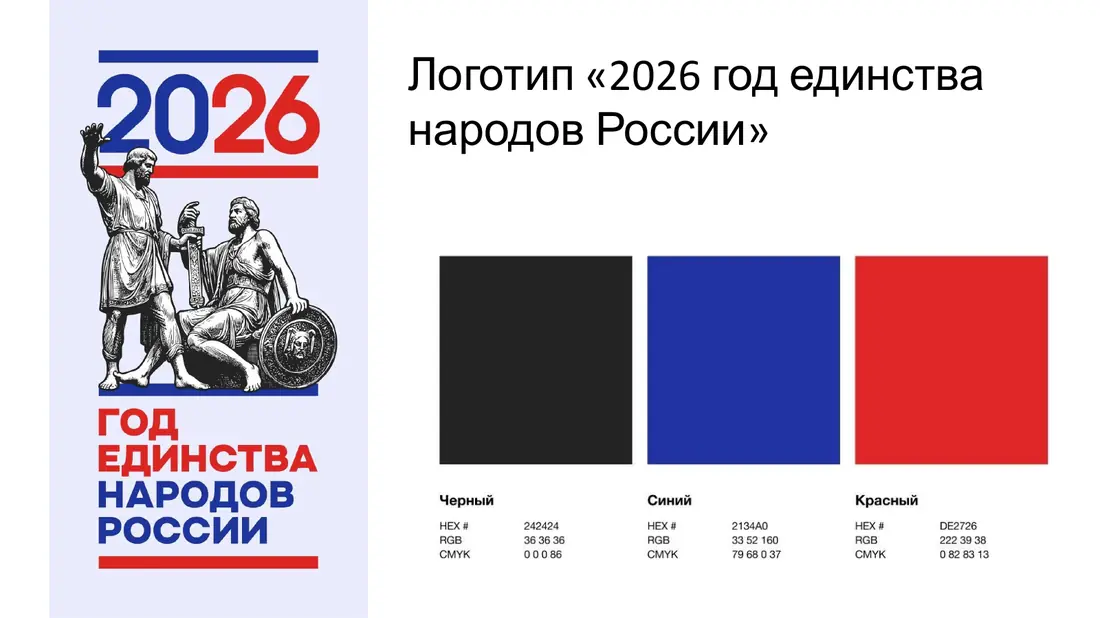 2026
ГОД
ЕДИНСТВА
НАРОДОВ
РОССИИ
Логотип «2026 год единства
народов России»
Черный
HEX # 242424
RGB 36 36 36
CMYK 0 0 0 86
Синий
HEX # 2134A0
RGB 33 52 160
CMYK 79 68 0 37
Красный
HEX # DE2726
RGB 222 39 38
CMYK 0 82 83 13